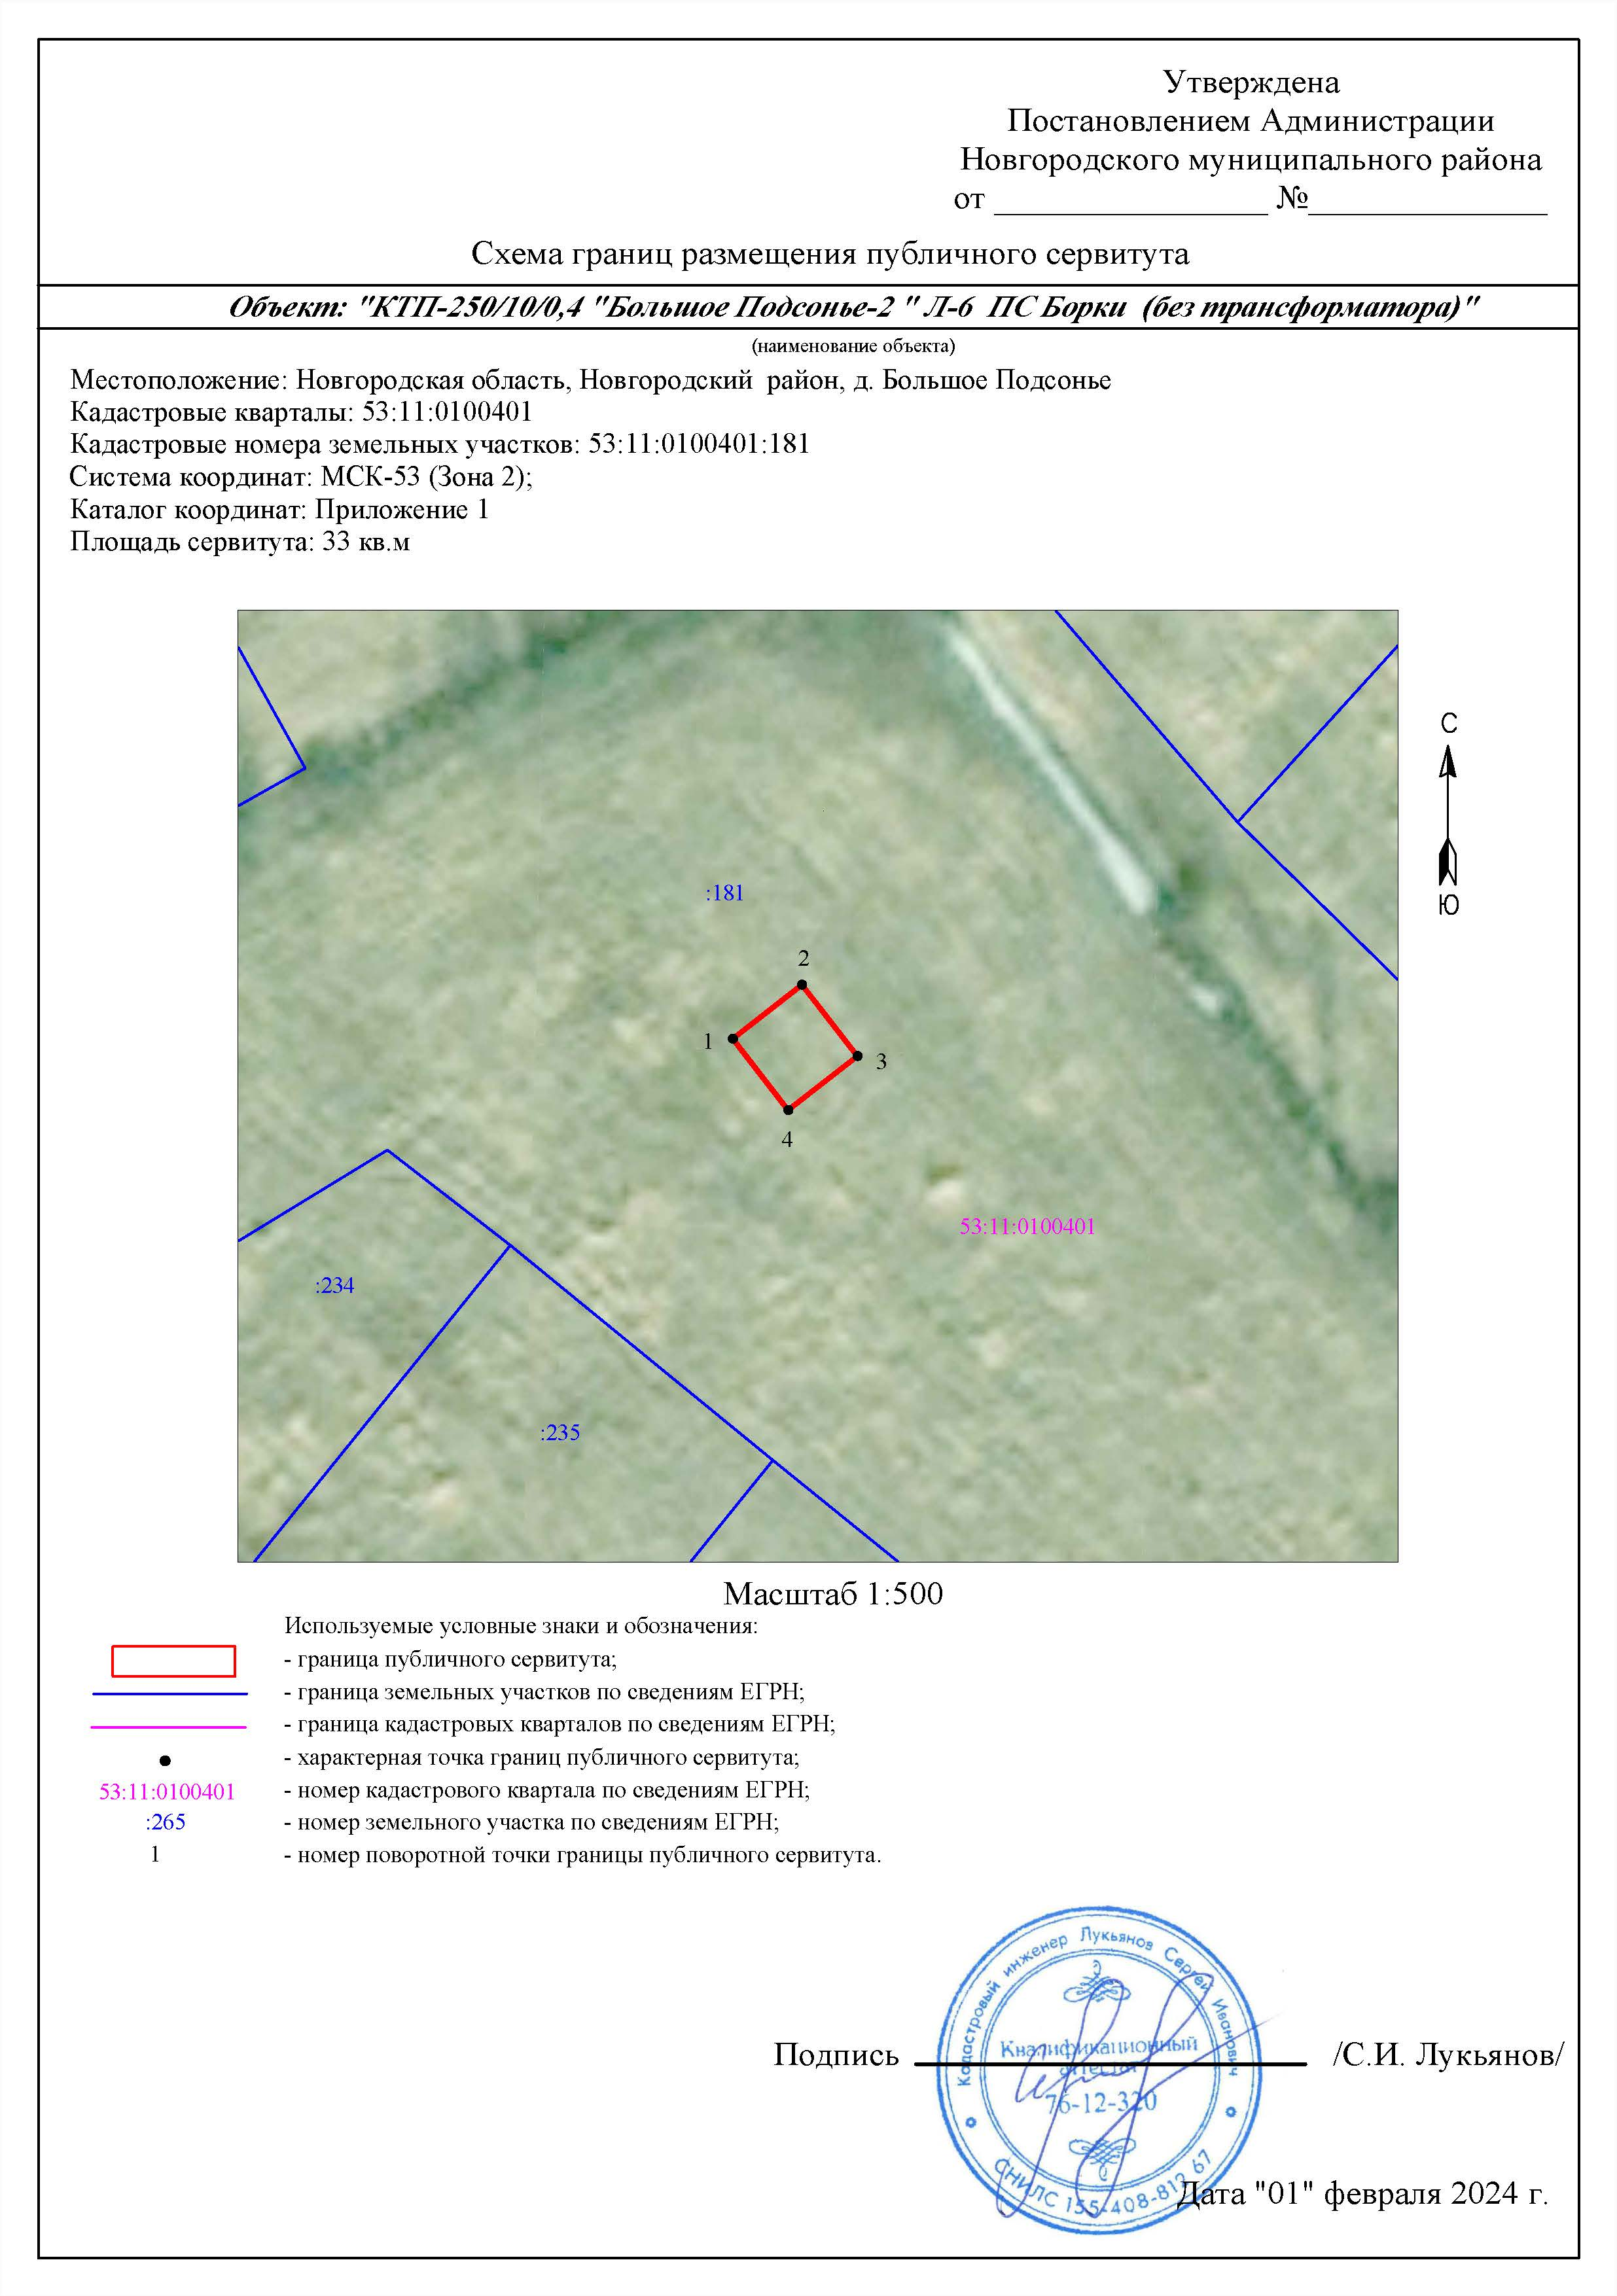 Утверждена
Постановлением Администрации
Новгородского муниципального района
от ________________ №______________
Схема границ размещения публичного сервитута
Объект: "КТП-250/10/0,4 "Большое Подсонье-2 " Л-6 ПС Борки (без трансформатора)"
(наименование объекта)
Местоположение: Новгородская область, Новгородский район, д. Большое Подсонье
Кадастровые кварталы: 53:11:0100401
Кадастровые номера земельных участков: 53:11:0100401:181
Система координат: МСК-53 (Зона 2);
Каталог координат: Приложение 1
Площадь сервитута: 33 кв.м
С
Ю
:181
2
1
3
4
53:11:0100401
:234
:235
Масштаб 1:500
Используемые условные знаки и обозначения:
- граница публичного сервитута;
- граница земельных участков по сведениям ЕГРН;
- граница кадастровых кварталов по сведениям ЕГРН;
- характерная точка границ публичного сервитута;
53:11:0100401 - номер кадастрового квартала по сведениям ЕГРН;
:265 - номер земельного участка по сведениям ЕГРН;
1 - номер поворотной точки границы публичного сервитута.
Кадастровый инженер Лукьянов Сергей Иванович
Квалификационный
аттестат
76-12-320
СНИЛС 155-408-812 67
Подпись /С.И. Лукьянов/
Дата "01" февраля 2024 г.